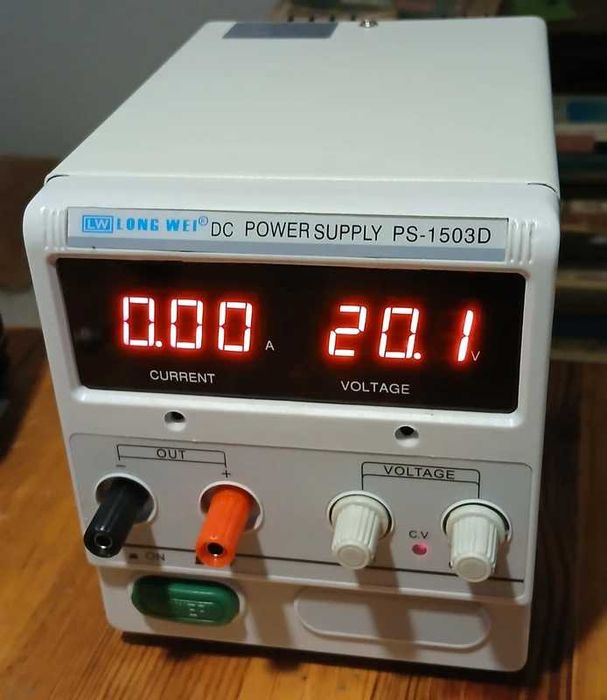 LW LONG WEI® DC POWER SUPPLY PS-1503D
0.00 A 20.1 V
CURRENT VOLTAGE
OUT VOLTAGE
- +
C.V
ON